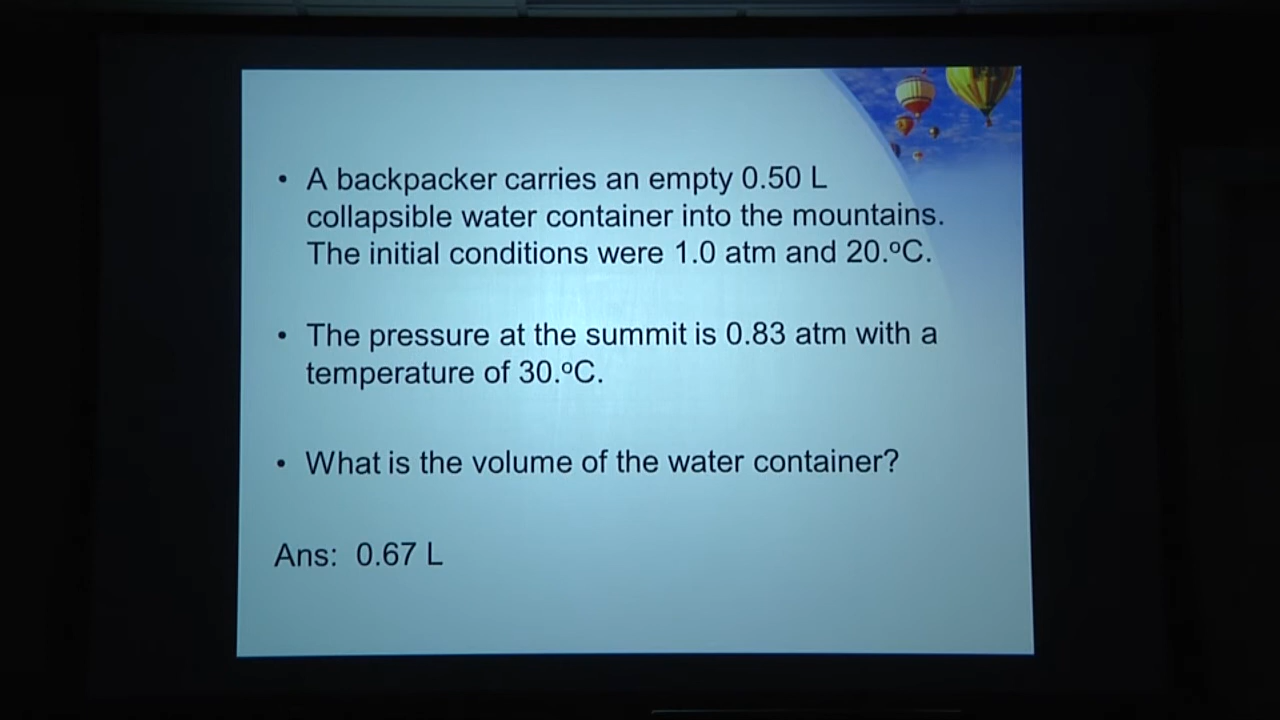 • A backpacker carries an empty 0.50 L
collapsible water container into the mountains.
The initial conditions were 1.0 atm and 20.ºC.
• The pressure at the summit is 0.83 atm with a
temperature of 30.ºC.
• What is the volume of the water container?
Ans: 0.67 L